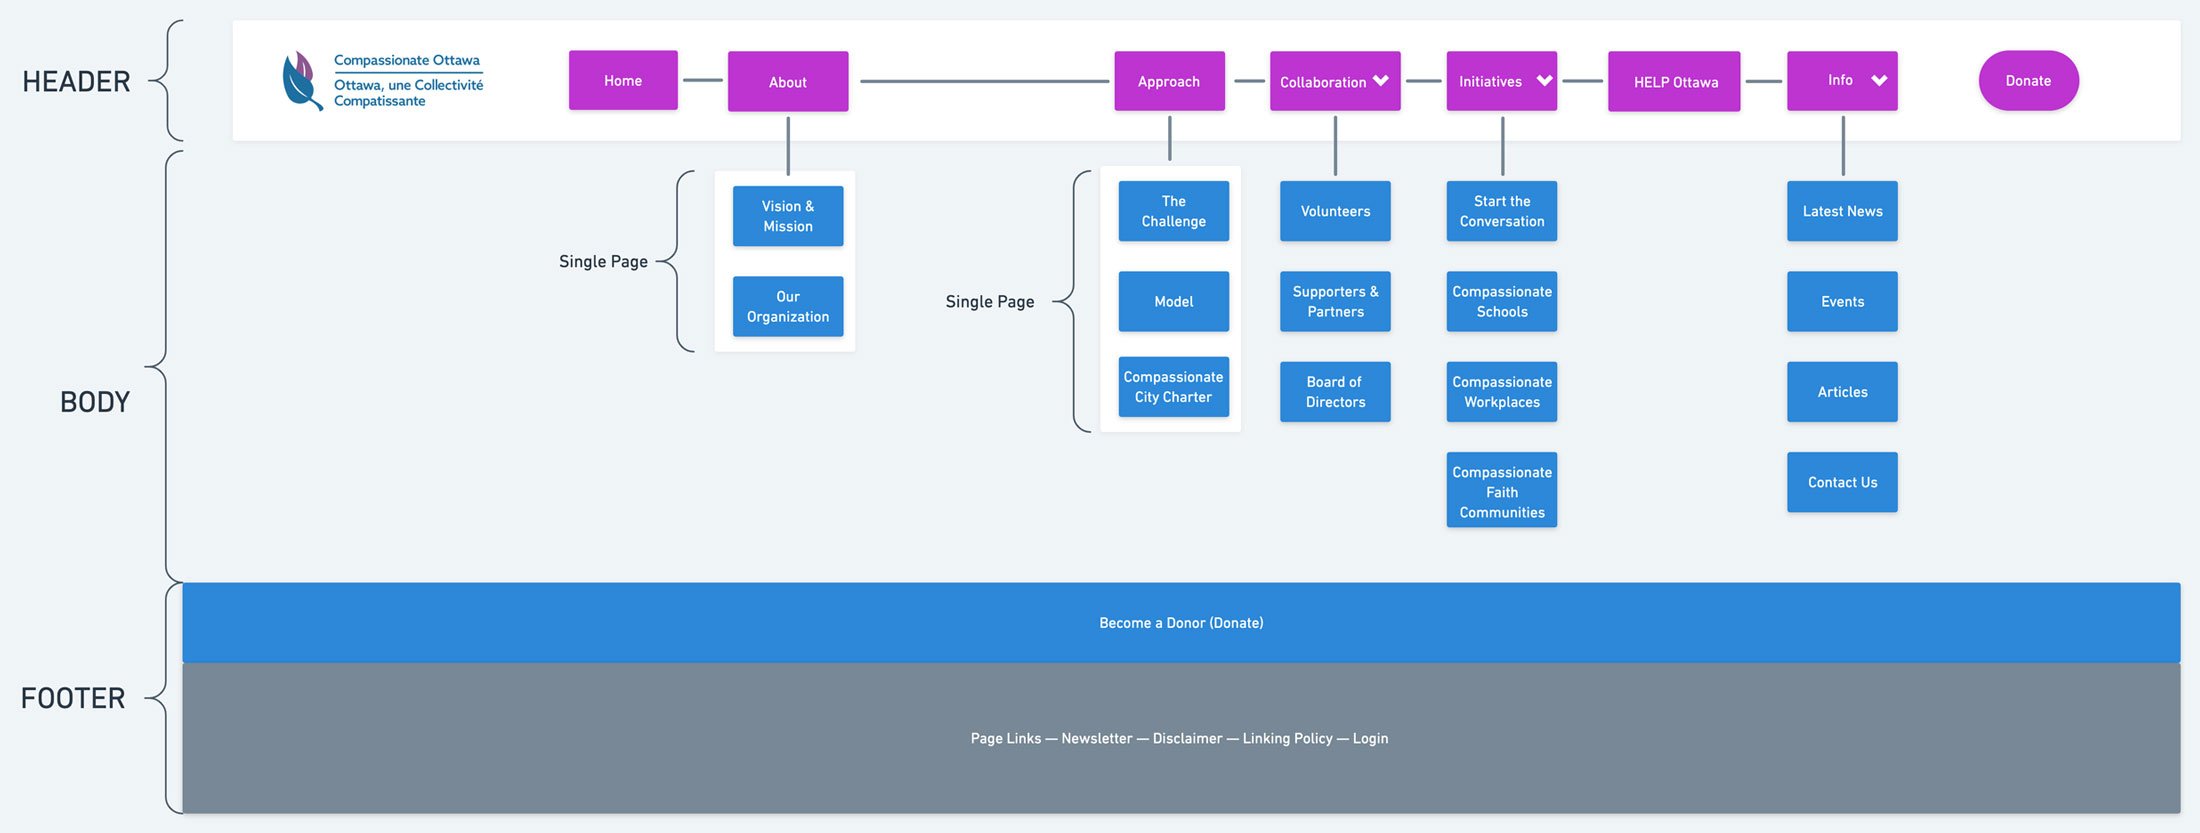 HEADER
Compassionate Ottawa
Ottawa, une Collectivité
Compatissante
Home
About
Approach
Collaboration
Initiatives
HELP Ottawa
Info
Donate
BODY
Single Page
Vision &
Mission
Our
Organization
Single Page
The
Challenge
Model
Compassionate
City Charter
Volunteers
Supporters &
Partners
Board of
Directors
Start the
Conversation
Compassionate
Schools
Compassionate
Workplaces
Compassionate
Faith
Communities
Latest News
Events
Articles
Contact Us
FOOTER
Become a Donor (Donate)
Page Links — Newsletter — Disclaimer — Linking Policy — Login